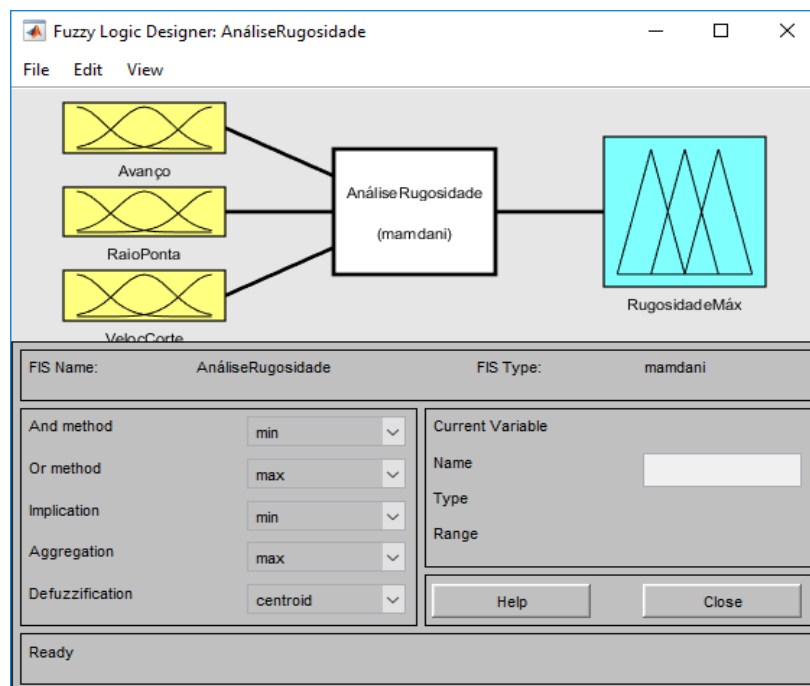 Fuzzy Logic Designer: AnáliseRugosidade
File Edit View
Avanço
RaioPonta
VelocCorte
AnáliseRugosidade
(mamdani)
RugosidadeMáx
FIS Name: AnáliseRugosidade FIS Type: mamdani
And method min
Or method max
Implication min
Aggregation max
Defuzzification centroid
Current Variable
Name
Type
Range
Help Close
Ready